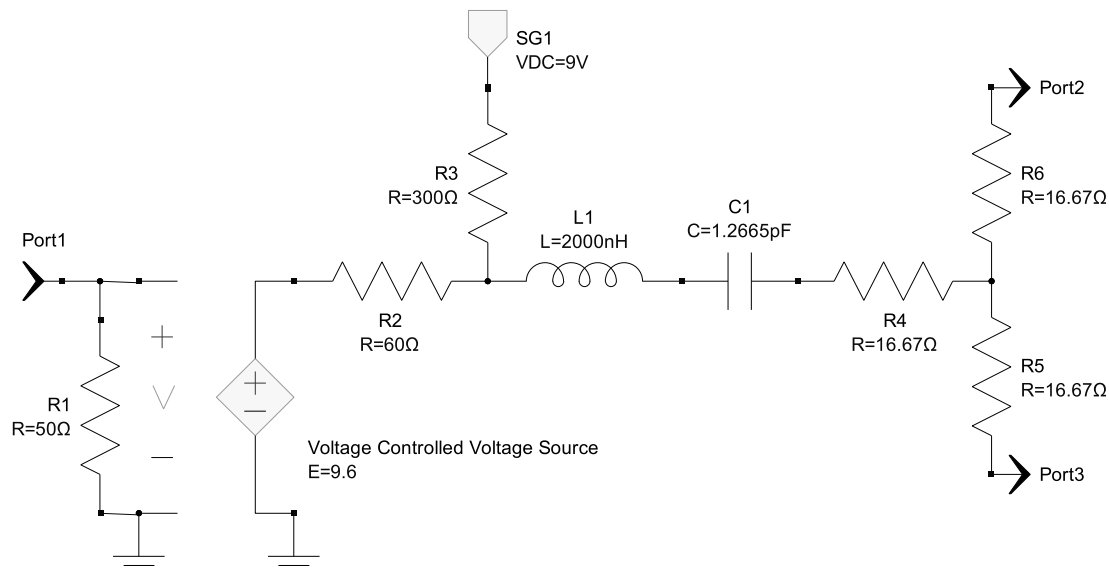 SG1
VDC=9V
Port2
R3
R=300Ω
R6
R=16.67Ω
L1
L=2000nH
C1
C=1.2665pF
Port1
R2
R=60Ω
R4
R=16.67Ω
+
V
−
R1
R=50Ω
+
−
R5
R=16.67Ω
Voltage Controlled Voltage Source
E=9.6
Port3